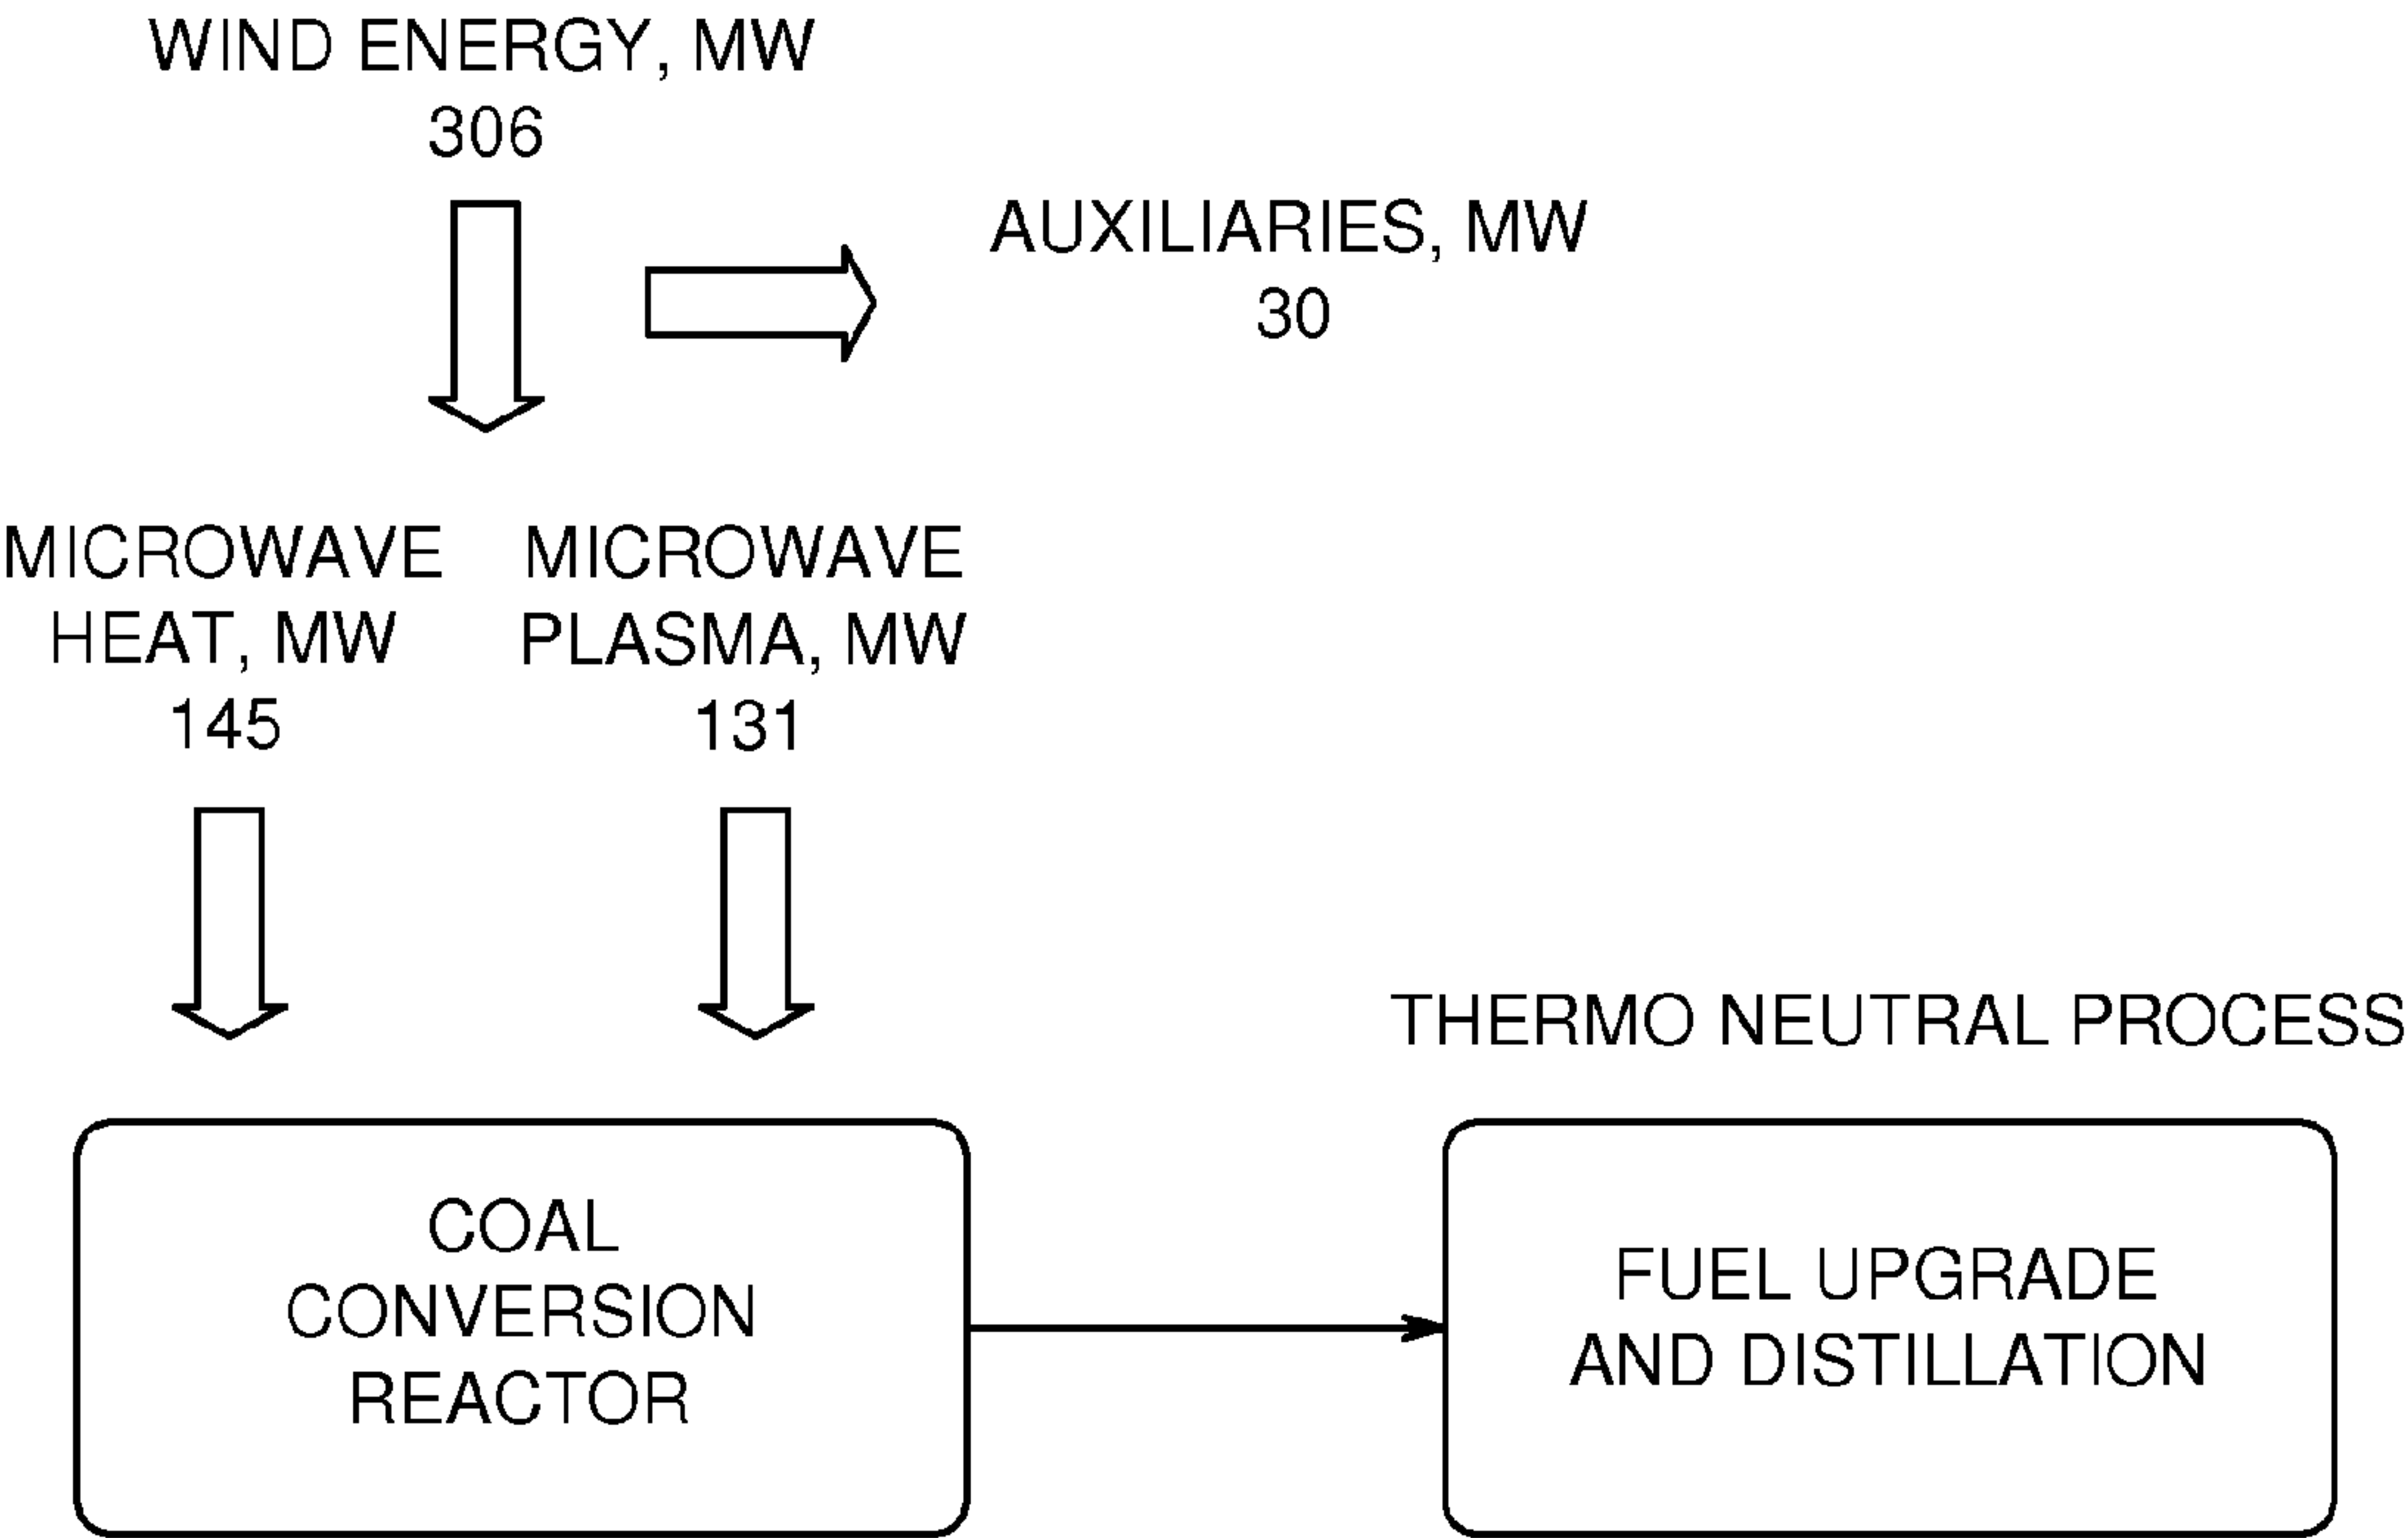 WIND ENERGY, MW
306
AUXILIARIES, MW
30
MICROWAVE
HEAT, MW
145
MICROWAVE
PLASMA, MW
131
THERMO NEUTRAL PROCESS
COAL
CONVERSION
REACTOR
FUEL UPGRADE
AND DISTILLATION